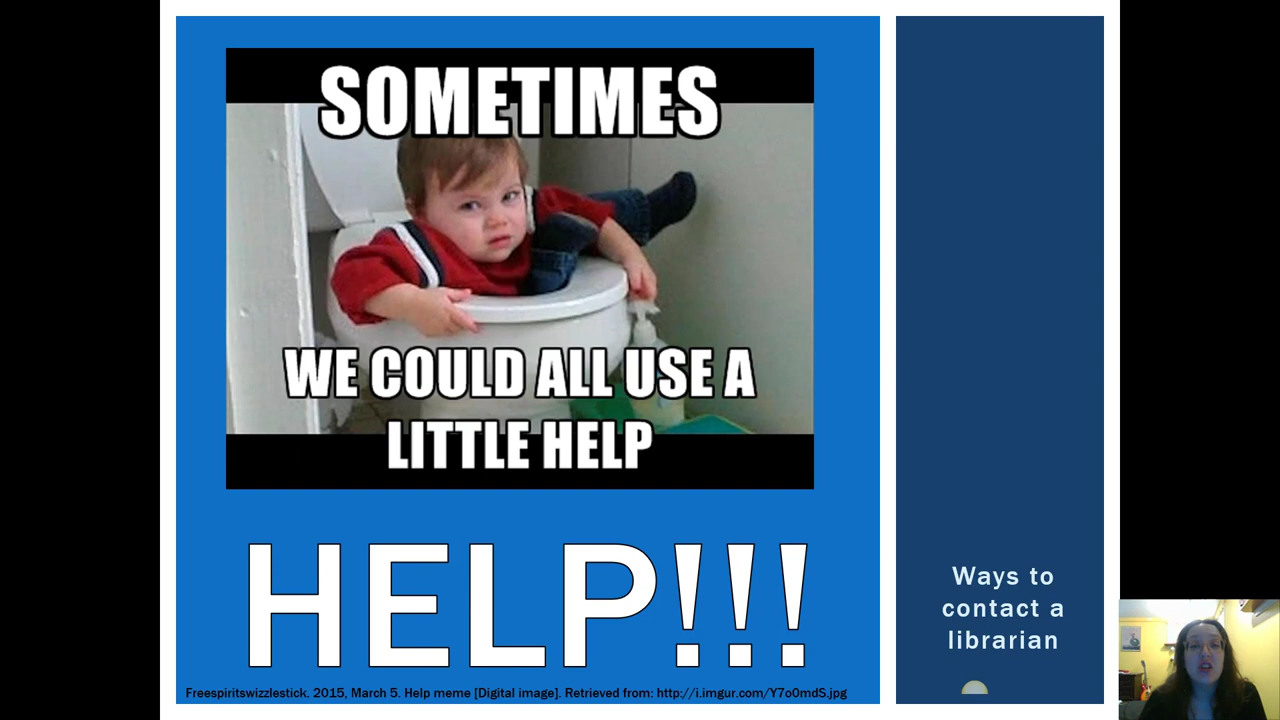 SOMETIMES
WE COULD ALL USE A
LITTLE HELP
HELP!!!
Freespiritswizzlestick. 2015, March 5. Help meme [Digital image]. Retrieved from: http://i.imgur.com/Y7o0mdS.jpg
Ways to
contact a
librarian